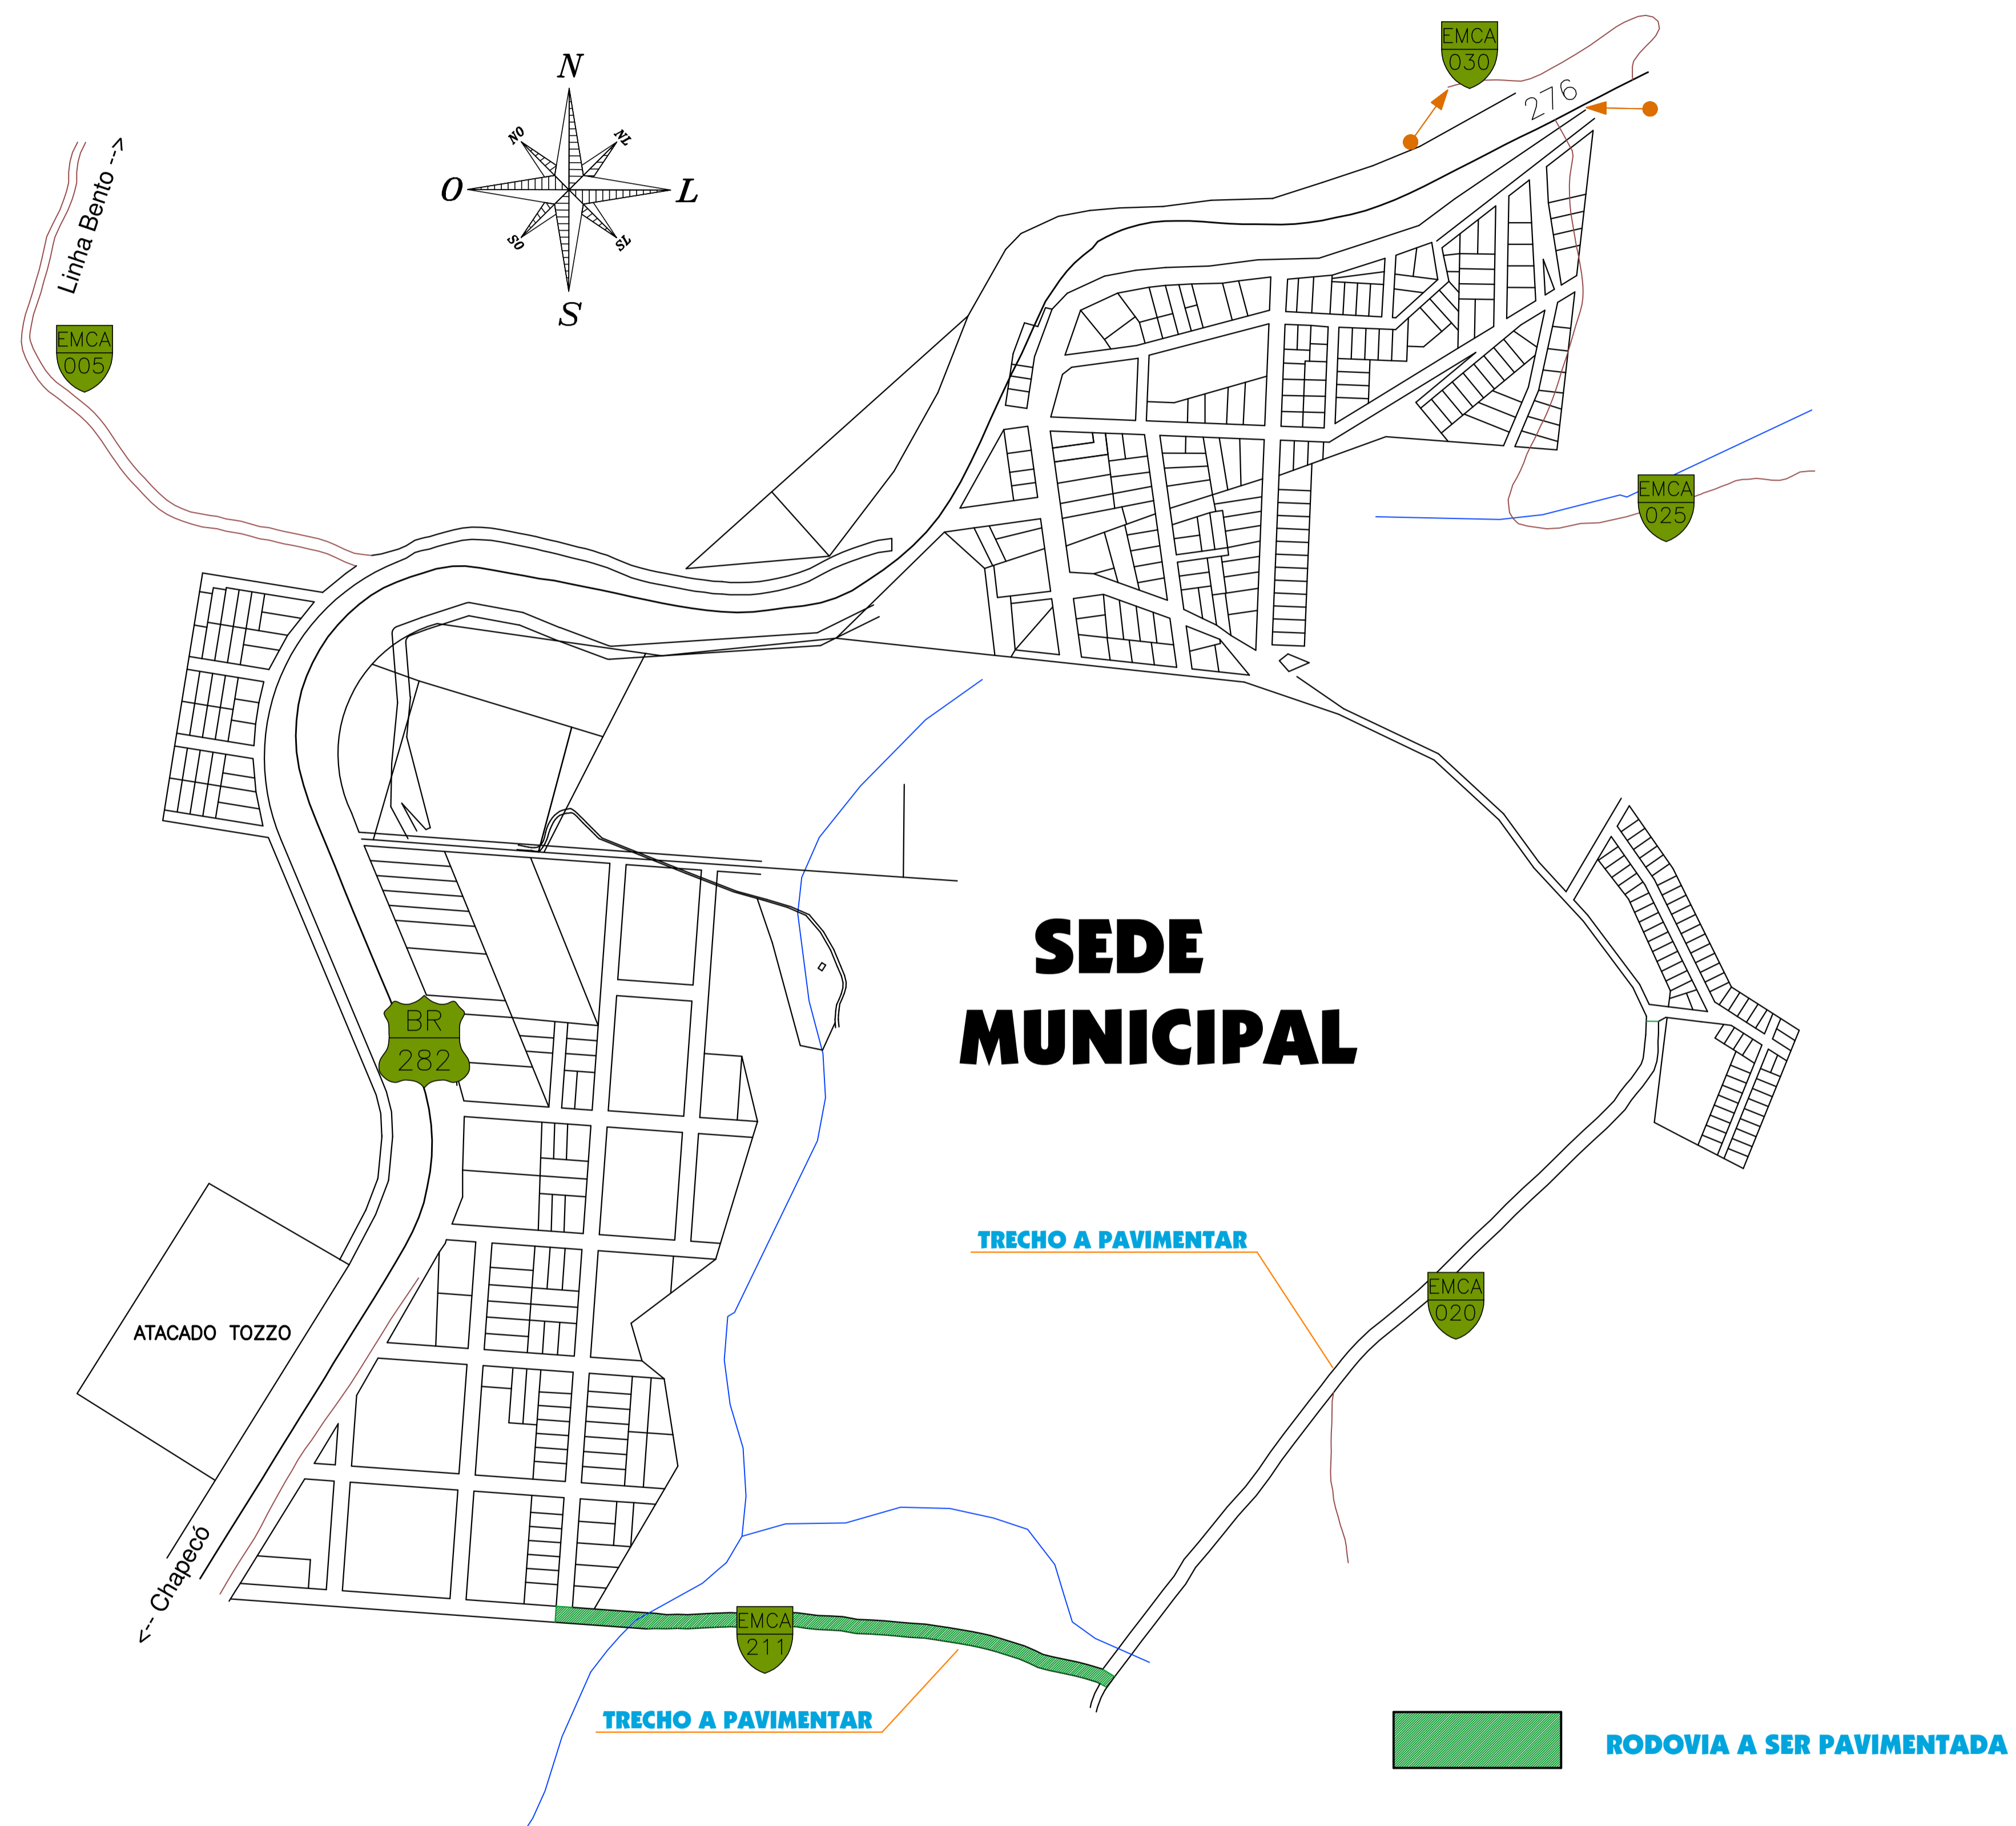 EMCA
030
276
N
NO
NL
O
L
SO
SL
S
Linha Bento -->
EMCA
005
EMCA
025
SEDE
MUNICIPAL
BR
282
TRECHO A PAVIMENTAR
EMCA
020
ATACADO TOZZO
<-- Chapecó
EMCA
211
TRECHO A PAVIMENTAR
RODOVIA A SER PAVIMENTADA